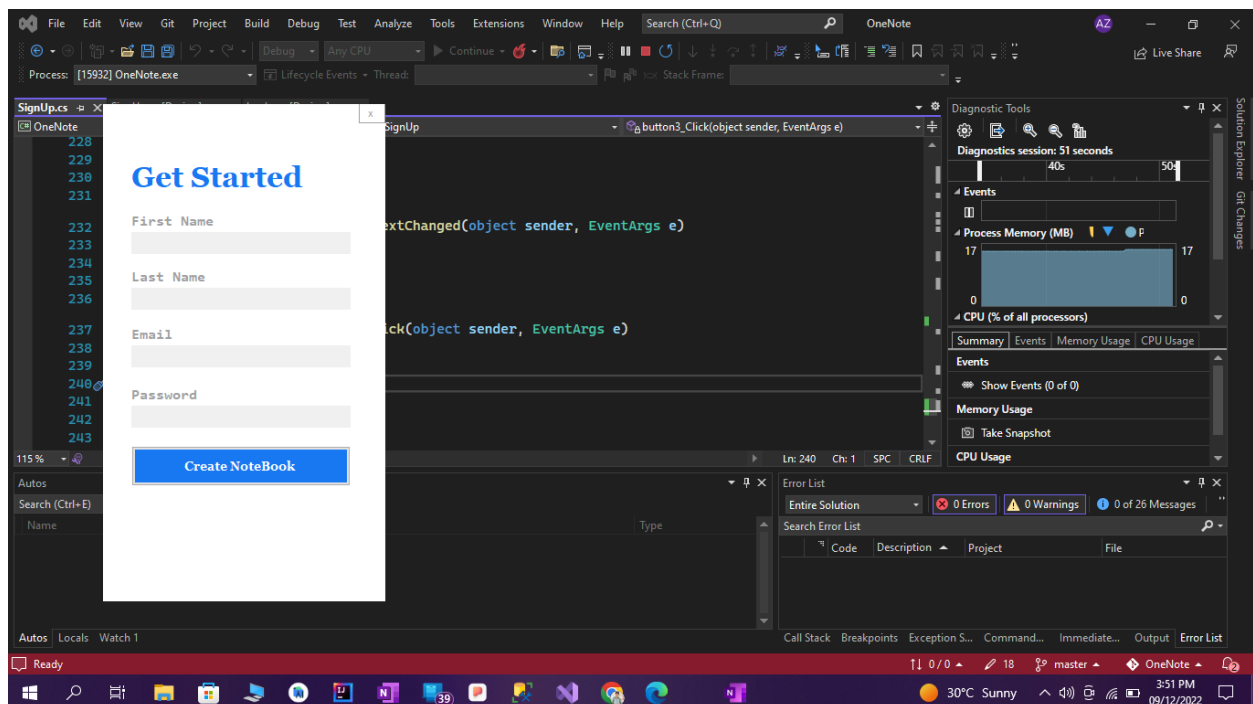 File Edit View Git Project Build Debug Test Analyze Tools Extensions Window Help Search (Ctrl+Q) OneNote AZ
Debug Any CPU Continue Live Share
Process: [15932] OneNote.exe Lifecycle Events Thread: Stack Frame:
SignUp.cs
OneNote SignUp button3_Click(object sender, EventArgs e)
x
228
229
230
231
232 extChanged(object sender, EventArgs e)
233
234
235
236
237 ick(object sender, EventArgs e)
238
239
240
241
242
243
Get Started
First Name
Last Name
Email
Password
Create NoteBook
115 % Ln: 240 Ch: 1 SPC CRLF
Diagnostic Tools
Diagnostics session: 51 seconds
40s 50s
Events
Process Memory (MB) P
17 17
0 0
CPU (% of all processors)
Summary Events Memory Usage CPU Usage
Events
Show Events (0 of 0)
Memory Usage
Take Snapshot
CPU Usage
Solution Explorer
Git Changes
Autos
Search (Ctrl+E)
Name Type
Autos Locals Watch 1
Error List
Entire Solution 0 Errors 0 Warnings 0 of 26 Messages
Search Error List
Code Description Project File
Call Stack Breakpoints Exception S... Command... Immediate... Output Error List
Ready 0 / 0 18 master OneNote 2
39 30°C Sunny 3:51 PM
09/12/2022